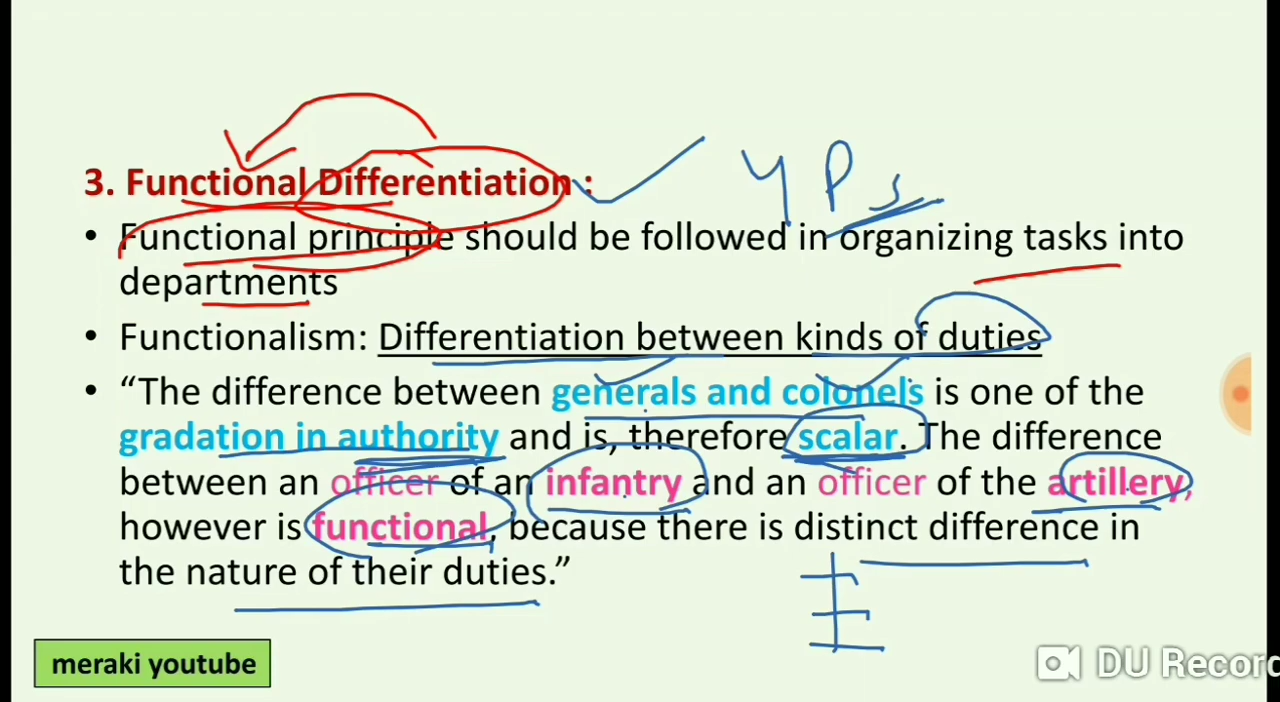 3. Functional Differentiation :
Y P s
• Functional principle should be followed in organizing tasks into
departments
• Functionalism: Differentiation between kinds of duties
• “The difference between generals and colonels is one of the
gradation in authority and is, therefore scalar. The difference
between an officer of an infantry and an officer of the artillery,
however is functional, because there is distinct difference in
the nature of their duties.”
meraki youtube
DU Record